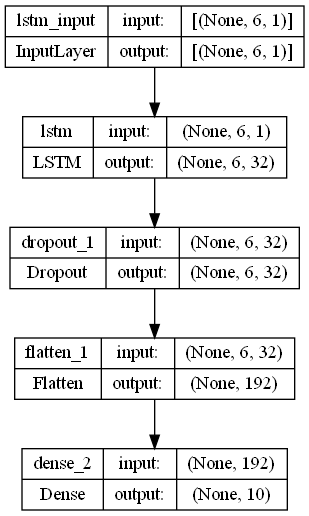 lstm_input input: [(None, 6, 1)]
InputLayer output: [(None, 6, 1)]
lstm input: (None, 6, 1)
LSTM output: (None, 6, 32)
dropout_1 input: (None, 6, 32)
Dropout output: (None, 6, 32)
flatten_1 input: (None, 6, 32)
Flatten output: (None, 192)
dense_2 input: (None, 192)
Dense output: (None, 10)